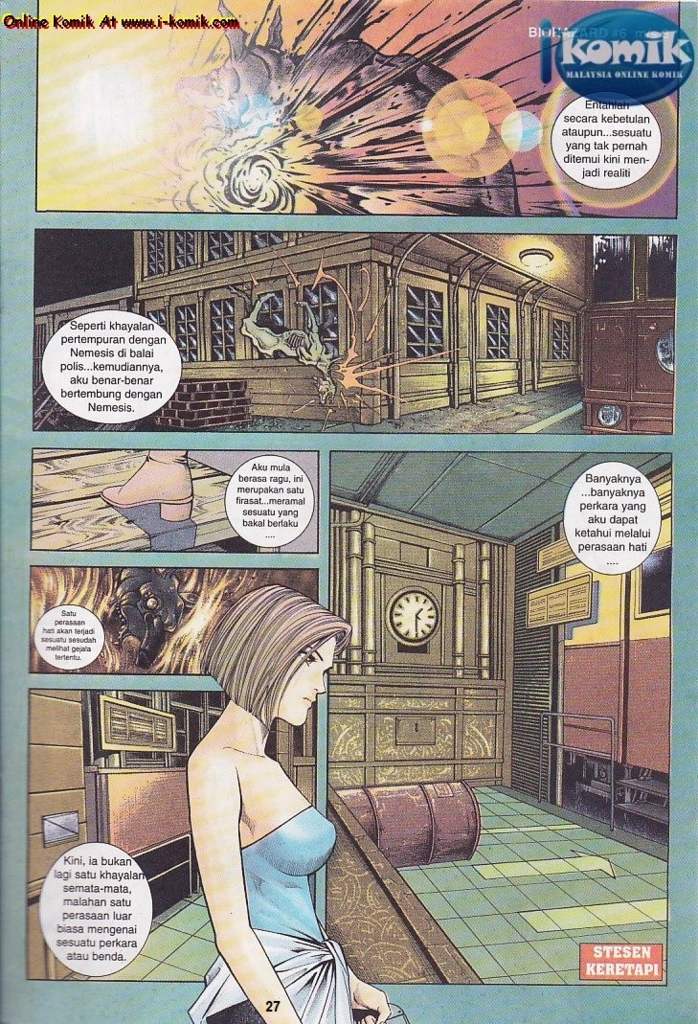 Online Komik At www.i-komik.com
BIOHAZARD #6
ikomik
MALAYSIA ONLINE KOMIK
Entahlah
secara kebetulan
ataupun...sesuatu
yang tak pernah
ditemui kini men-
jadi realiti
Seperti khayalan
pertempuran dengan
Nemesis di balai
polis...kemudiannya,
aku benar-benar
bertembung dengan
Nemesis.
Aku mula
berasa ragu, ini
merupakan satu
firasat...meramal
sesuatu yang
bakal berlaku
....
Banyaknya
...banyaknya
perkara yang
aku dapat
ketahui melalui
perasaan hati
....
Satu
perasaan
hati akan terjadi
sesuatu sesudah
melihat gejala
tertentu.
Kini, ia bukan
lagi satu khayalan
semata-mata,
malahan satu
perasaan luar
biasa mengenai
sesuatu perkara
atau benda.
STESEN
KERETAPI
27